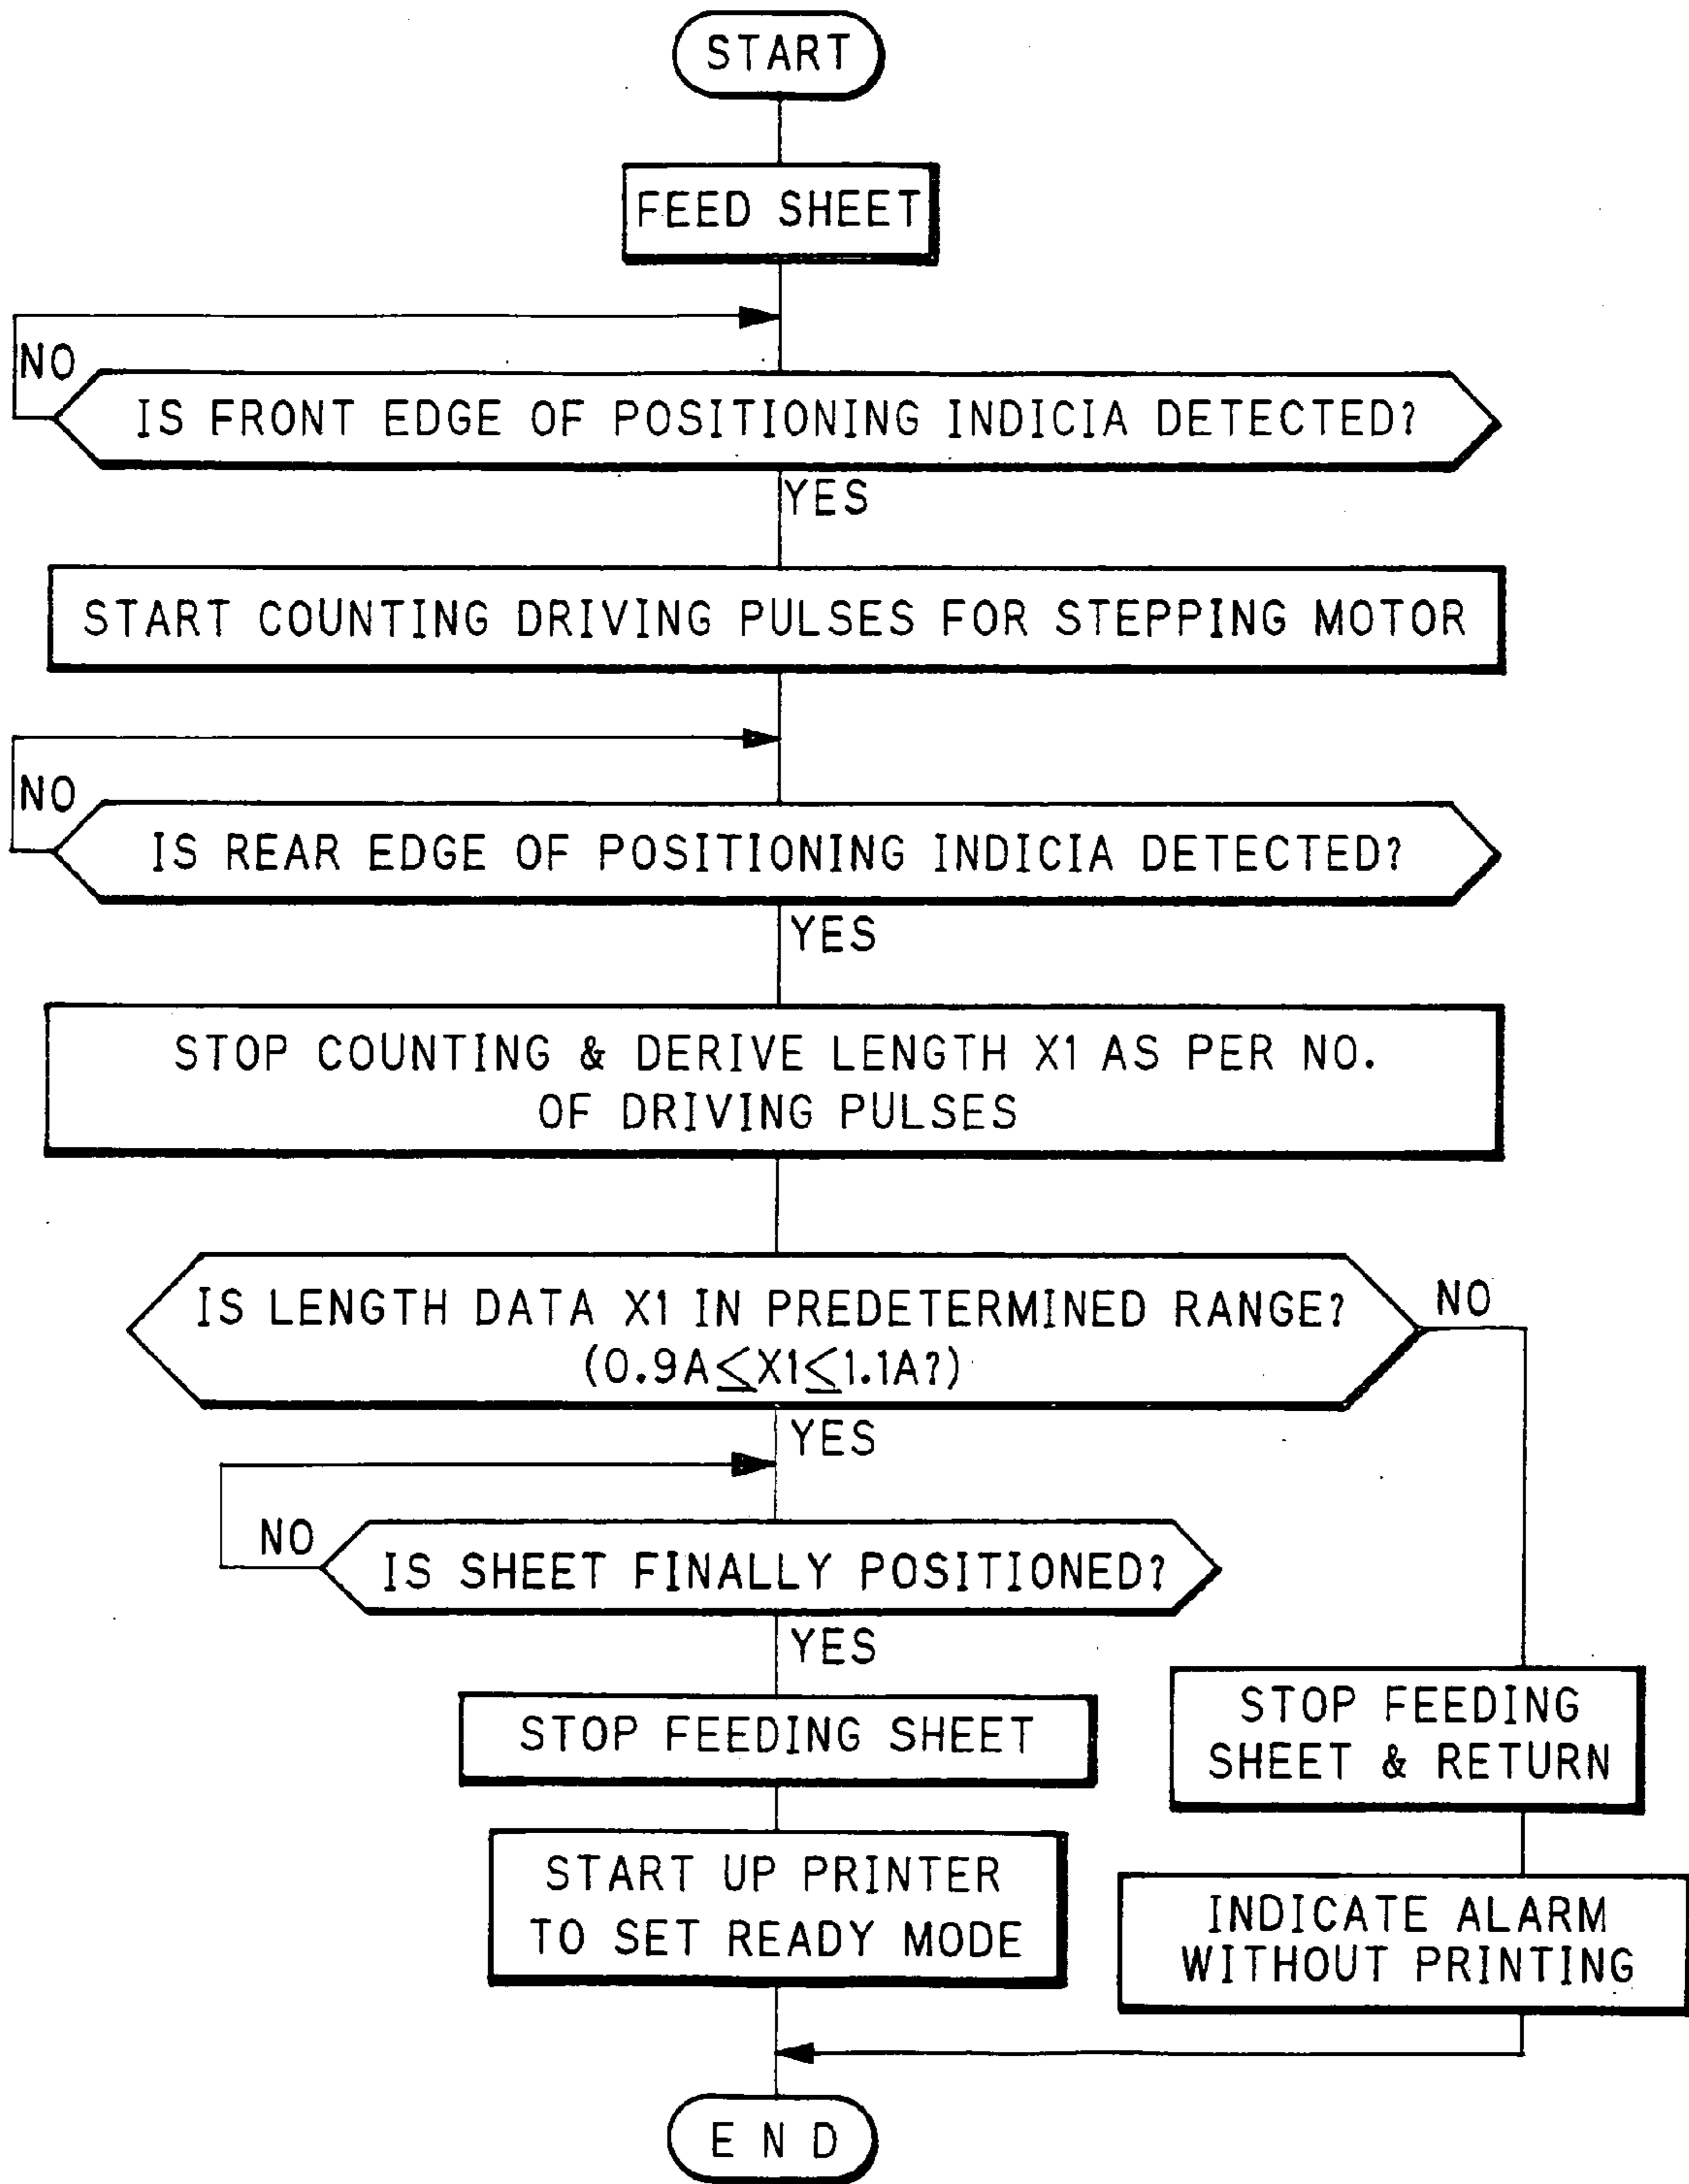 START
FEED SHEET
NO
IS FRONT EDGE OF POSITIONING INDICIA DETECTED?
YES
START COUNTING DRIVING PULSES FOR STEPPING MOTOR
NO
IS REAR EDGE OF POSITIONING INDICIA DETECTED?
YES
STOP COUNTING & DERIVE LENGTH X1 AS PER NO.
OF DRIVING PULSES
IS LENGTH DATA X1 IN PREDETERMINED RANGE?
(0.9A≤X1≤1.1A?)
NO
YES
NO
IS SHEET FINALLY POSITIONED?
YES
STOP FEEDING SHEET
STOP FEEDING
SHEET & RETURN
START UP PRINTER
TO SET READY MODE
INDICATE ALARM
WITHOUT PRINTING
END